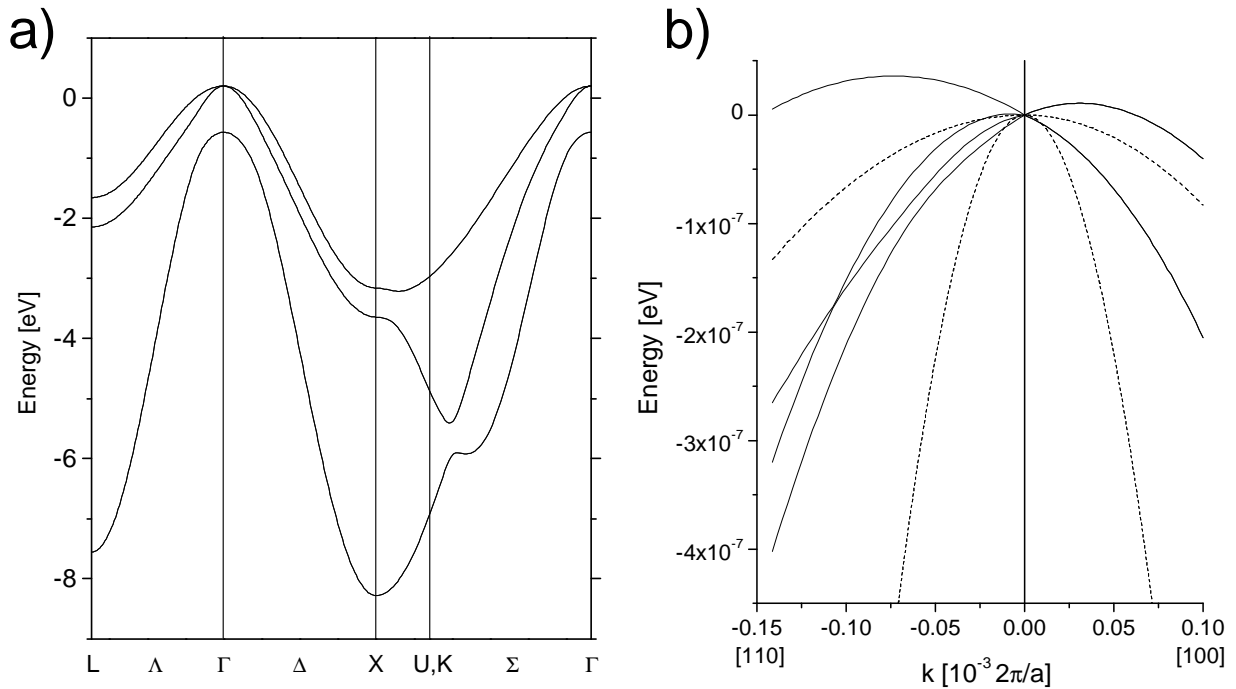 a)
0
-2
-4
-6
-8
Energy [eV]
L Λ Γ Δ X U,K Σ Γ
b)
0
-1x10⁻⁷
-2x10⁻⁷
-3x10⁻⁷
-4x10⁻⁷
Energy [eV]
-0.15 -0.10 -0.05 0.00 0.05 0.10
[110] [100]
k [10⁻³ 2π/a]